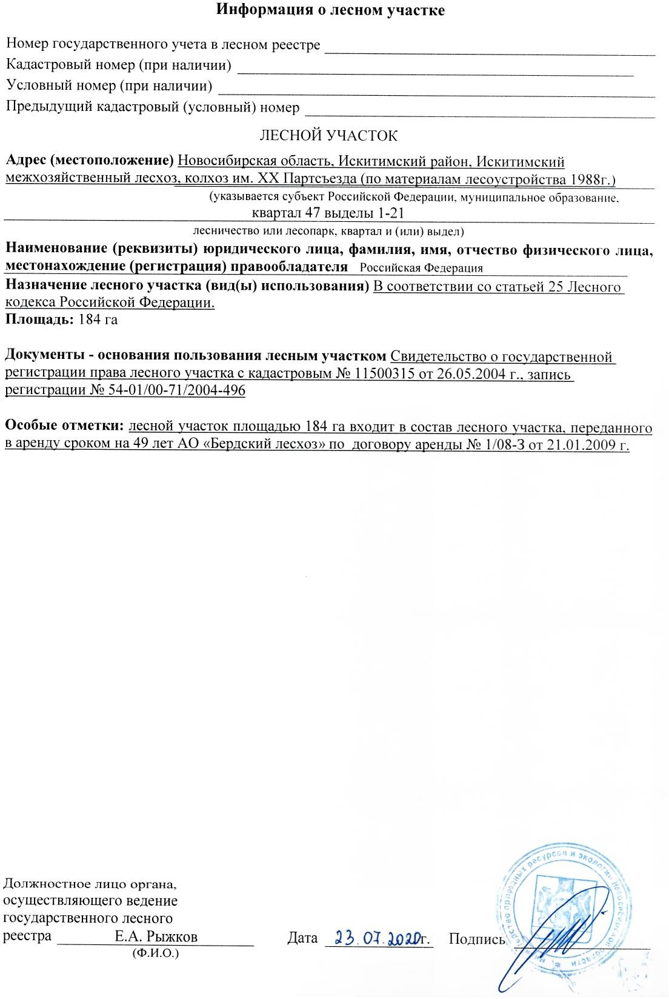 Информация о лесном участке
Номер государственного учета в лесном реестре
Кадастровый номер (при наличии)
Условный номер (при наличии)
Предыдущий кадастровый (условный) номер
ЛЕСНОЙ УЧАСТОК
Адрес (местоположение) Новосибирская область, Искитимский район, Искитимский
межхозяйственный лесхоз, колхоз им. XX Партсъезда (по материалам лесоустройства 1988г.)
(указывается субъект Российской Федерации, муниципальное образование,
квартал 47 выделы 1-21
лесничество или лесопарк, квартал и (или) выдел)
Наименование (реквизиты) юридического лица, фамилия, имя, отчество физического лица,
местонахождение (регистрация) правообладателя Российская Федерация
Назначение лесного участка (вид(ы) использования) В соответствии со статьей 25 Лесного
кодекса Российской Федерации.
Площадь: 184 га
Документы - основания пользования лесным участком Свидетельство о государственной
регистрации права лесного участка с кадастровым № 11500315 от 26.05.2004 г., запись
регистрации № 54-01/00-71/2004-496
Особые отметки: лесной участок площадью 184 га входит в состав лесного участка, переданного
в аренду сроком на 49 лет АО «Бердский лесхоз» по договору аренды № 1/08-З от 21.01.2009 г.
Должностное лицо органа,
осуществляющего ведение
государственного лесного
реестра Е.А. Рыжков Дата 23.07.2020г. Подпись
(Ф.И.О.)
министерство природных ресурсов и экологии Новосибирской области *